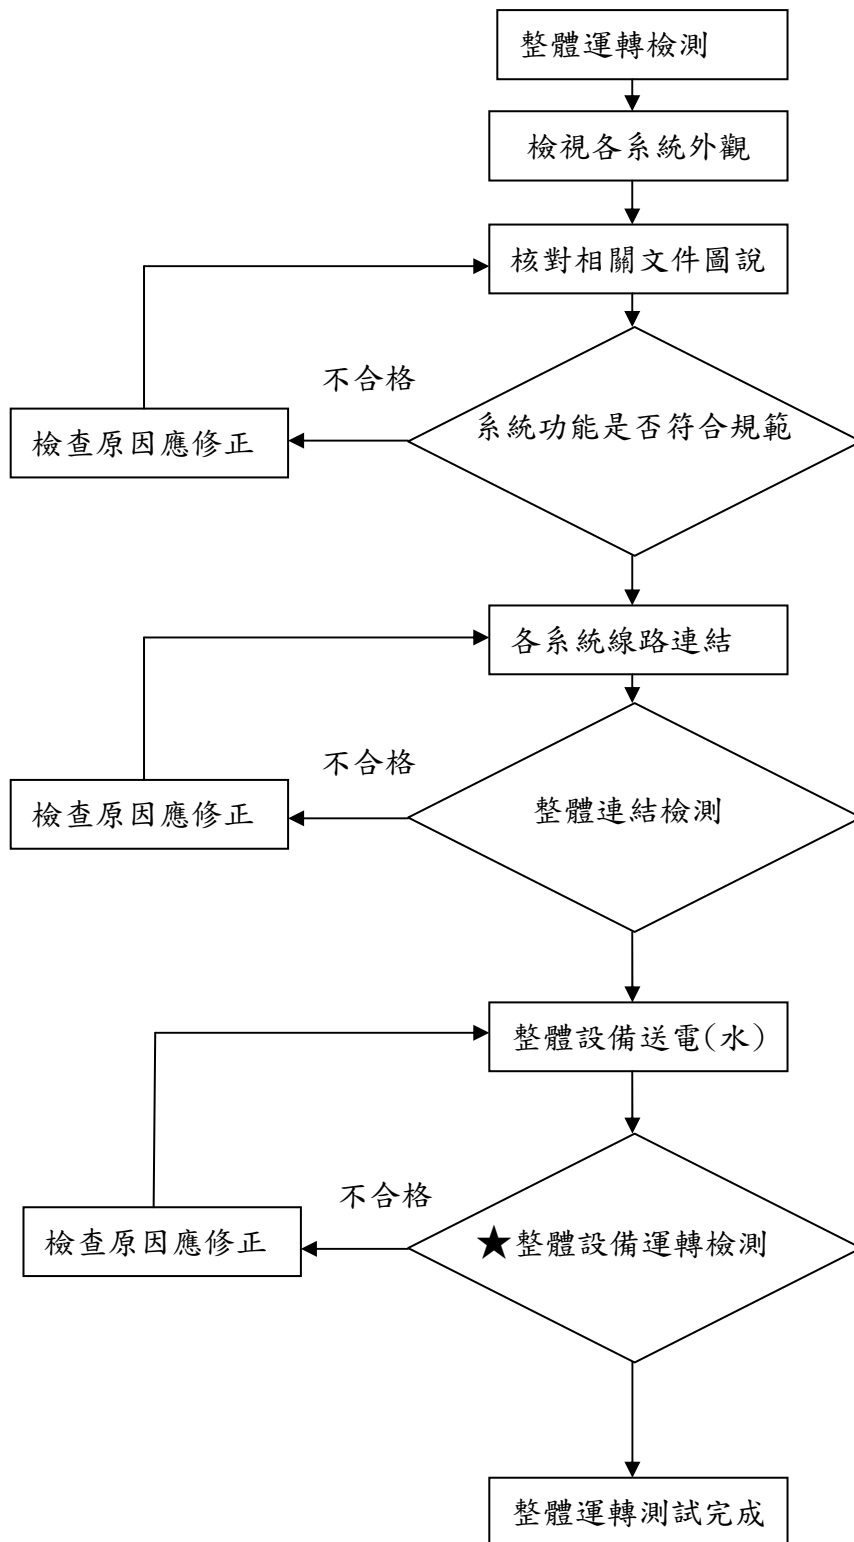 整體運轉檢測
檢視各系統外觀
核對相關文件圖說
不合格
系統功能是否符合規範
檢查原因應修正
各系統線路連結
不合格
整體連結檢測
檢查原因應修正
整體設備送電(水)
不合格
★整體設備運轉檢測
檢查原因應修正
整體運轉測試完成